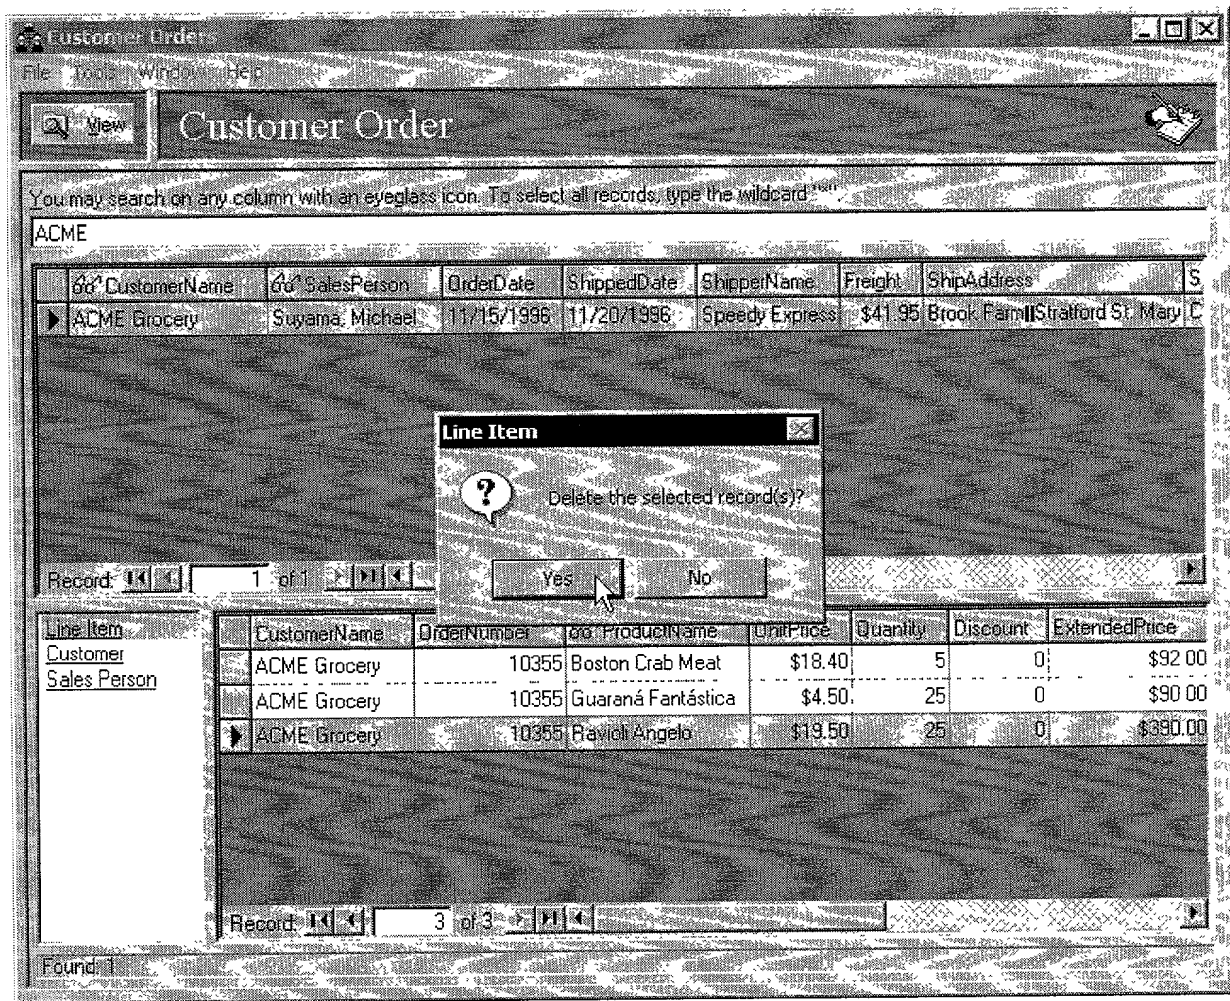 Customer Orders
File Tools Window Help
View
Customer Order
You may search on any column with an eyeglass icon. To select all records, type the wildcard "*".
ACME
CustomerName SalesPerson OrderDate ShippedDate ShipperName Freight ShipAddress S
ACME Grocery Suyama, Michael 11/15/1996 11/20/1996 Speedy Express $41.95 Brook Farm||Stratford St. Mary C
Line Item
Delete the selected record(s)?
Yes No
Record: 1 of 1
Line Item
Customer
Sales Person
CustomerName OrderNumber ProductName UnitPrice Quantity Discount ExtendedPrice
ACME Grocery 10355 Boston Crab Meat $18.40 5 0 $92.00
ACME Grocery 10355 Guaraná Fantástica $4.50 25 0 $90.00
ACME Grocery 10355 Ravioli Angelo $19.50 25 0 $390.00
Record: 3 of 3
Found: 1